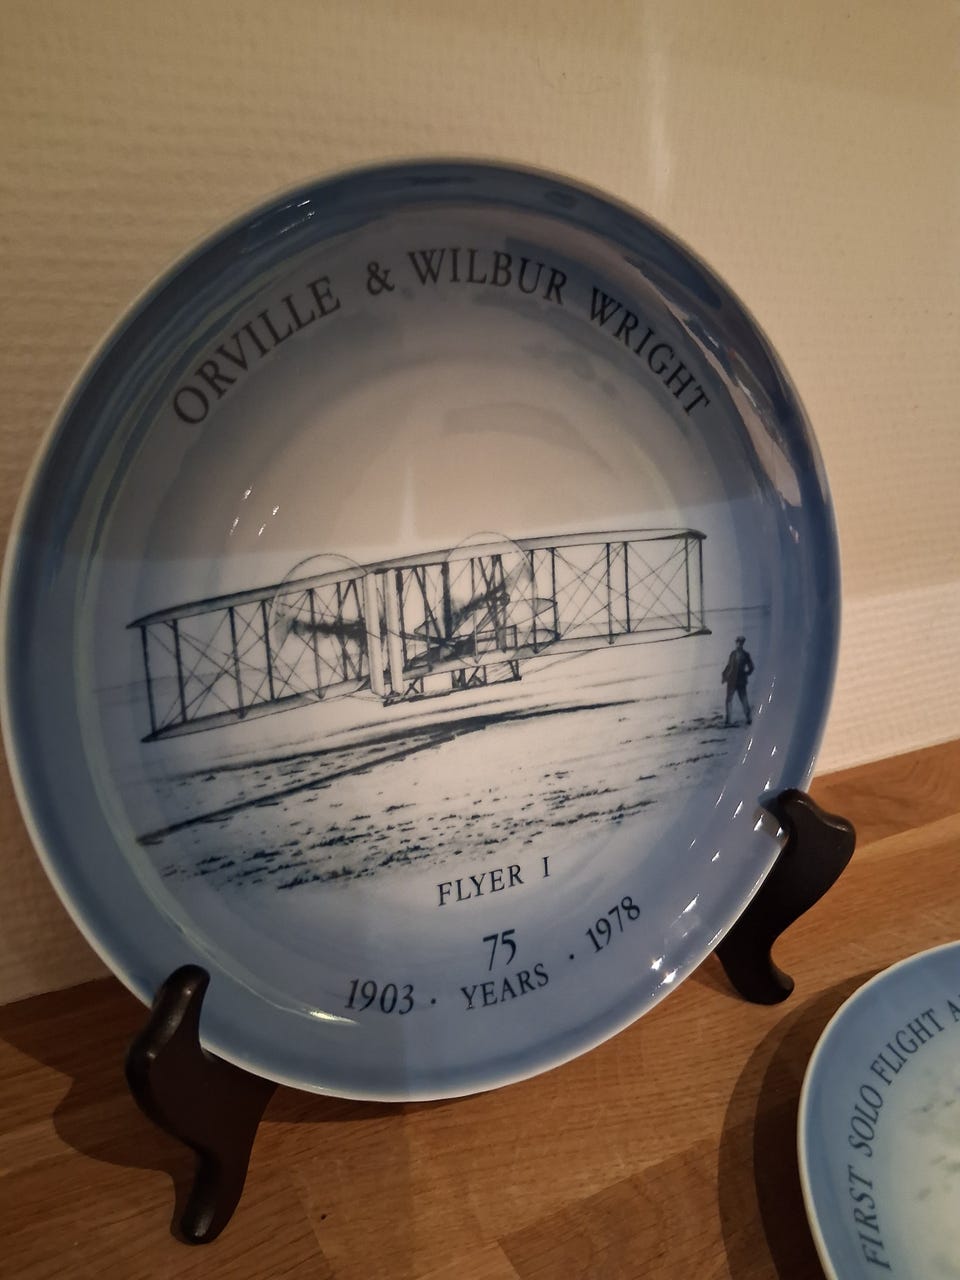 ORVILLE & WILBUR WRIGHT
FLYER I
75
1903 · YEARS · 1978
FIRST SOLO FLIGHT